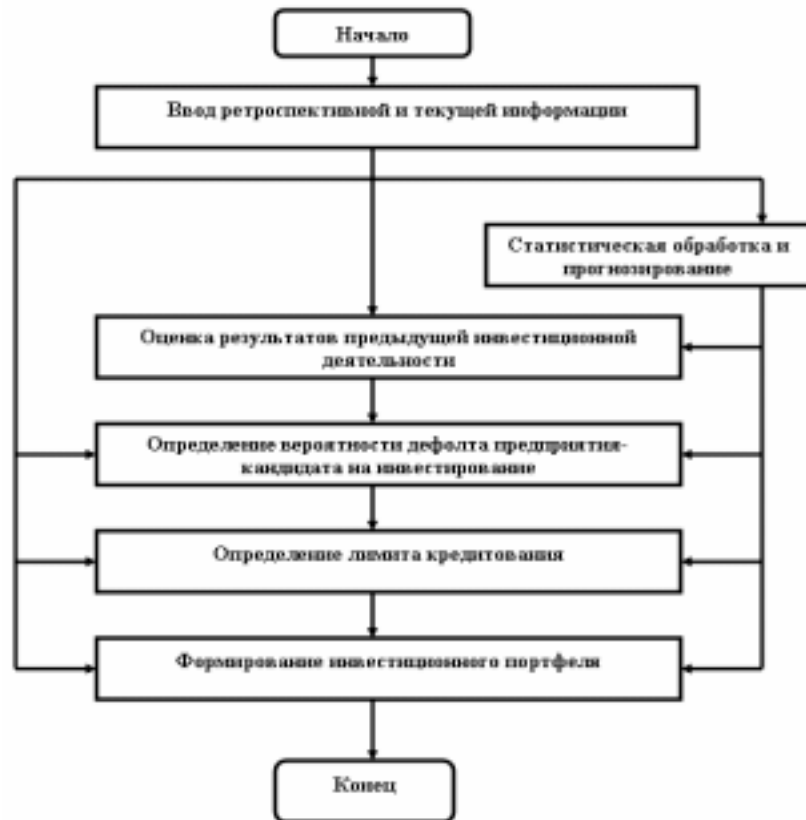 Начало
Ввод ретроспективной и текущей информации
Статистическая обработка и
прогнозирование
Оценка результатов предыдущей инвестиционной
деятельности
Определение вероятности дефолта предприятия-
кандидата на инвестирование
Определение лимита кредитования
Формирование инвестиционного портфеля
Конец